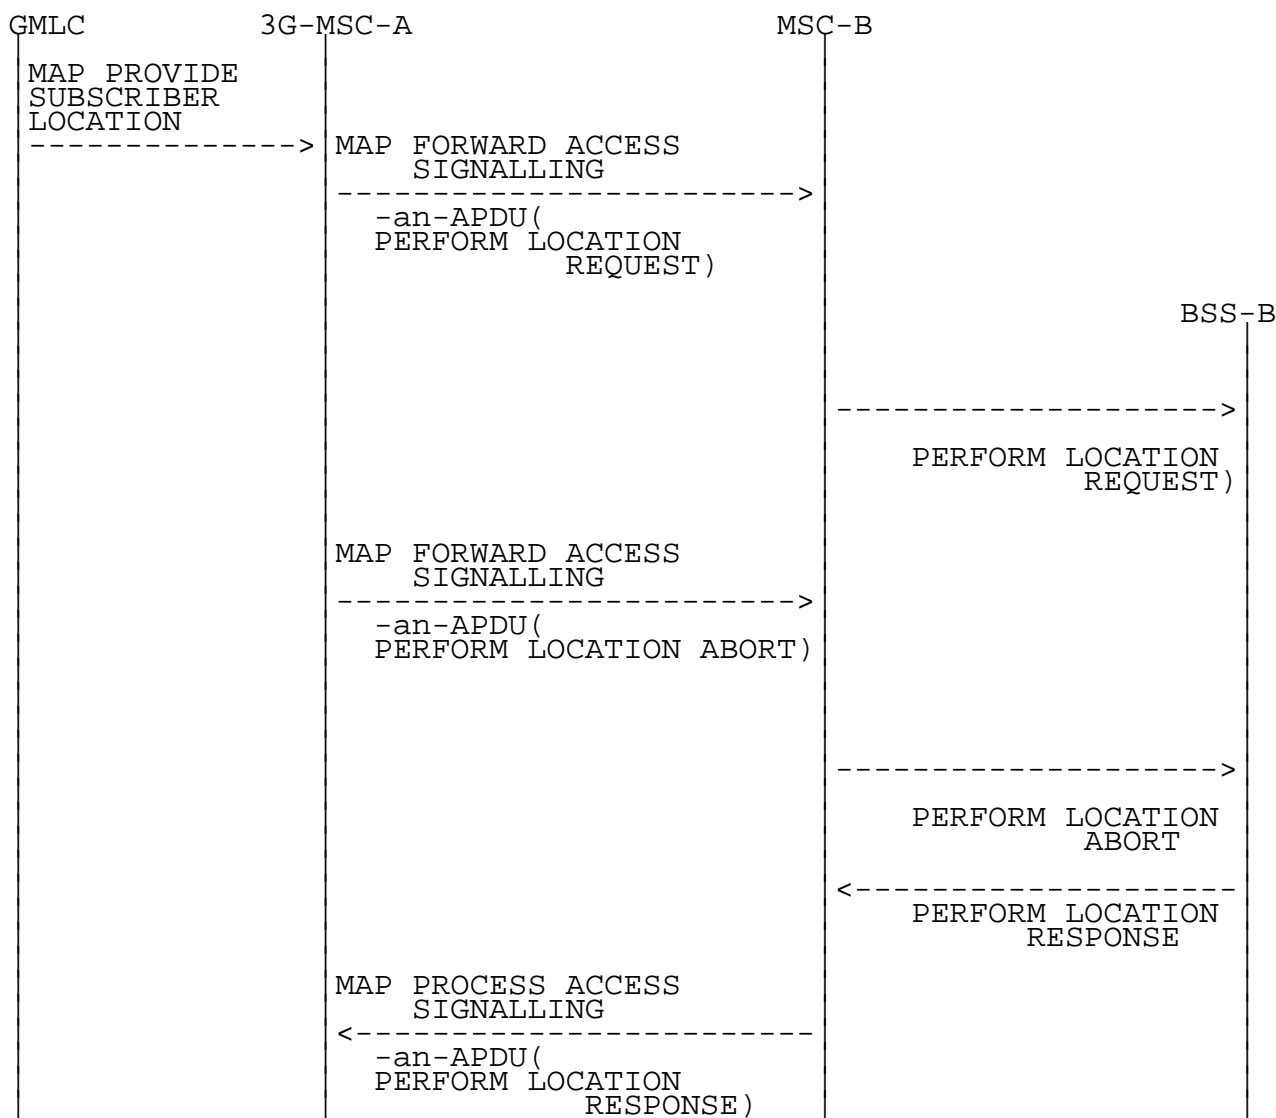 GMLC 3G-MSC-A MSC-B
MAP PROVIDE
SUBSCRIBER
LOCATION
--------------> MAP FORWARD ACCESS
SIGNALLING
------------------------>
-an-APDU(
PERFORM LOCATION
REQUEST)
BSS-B
-------------------->
PERFORM LOCATION
REQUEST)
MAP FORWARD ACCESS
SIGNALLING
------------------------>
-an-APDU(
PERFORM LOCATION ABORT)
-------------------->
PERFORM LOCATION
ABORT
<--------------------
PERFORM LOCATION
RESPONSE
MAP PROCESS ACCESS
SIGNALLING
<------------------------
-an-APDU(
PERFORM LOCATION
RESPONSE)